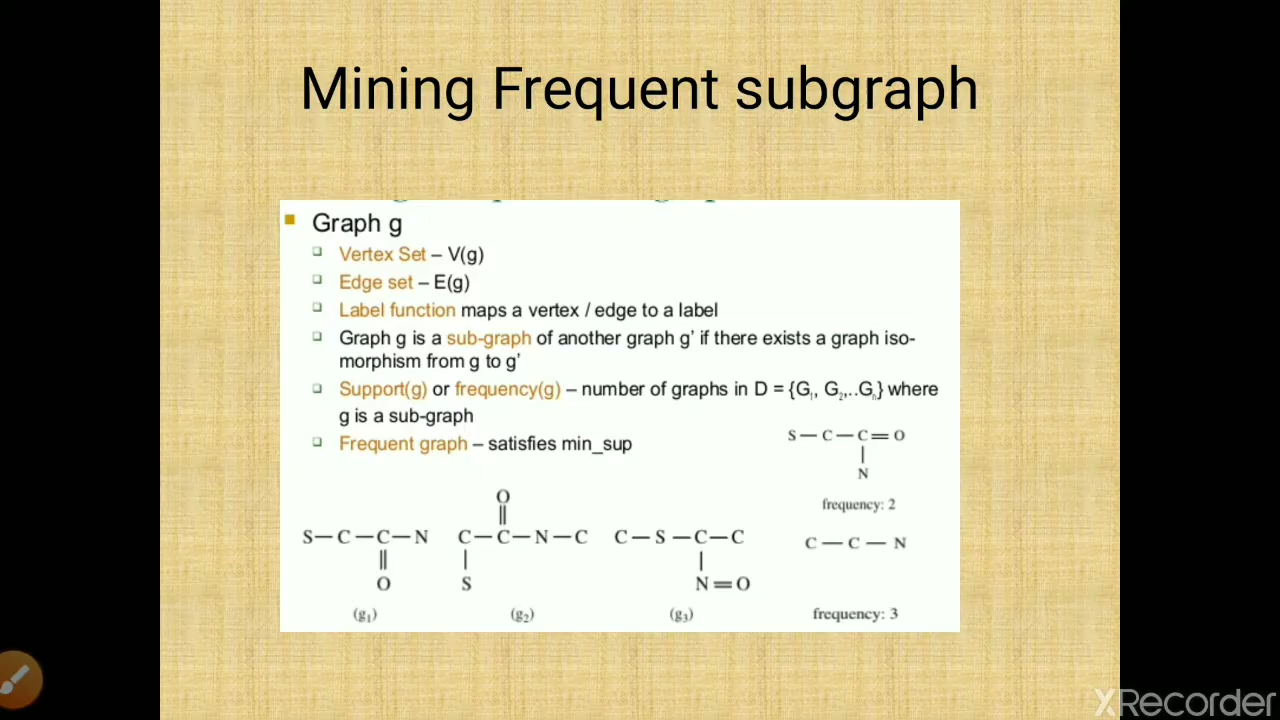 Mining Frequent subgraph
Graph g
Vertex Set – V(g)
Edge set – E(g)
Label function maps a vertex / edge to a label
Graph g is a sub-graph of another graph g' if there exists a graph iso-
morphism from g to g'
Support(g) or frequency(g) – number of graphs in D = {G₁, G₂,..Gₙ} where
g is a sub-graph
Frequent graph – satisfies min_sup
S—C—C=O
N
frequency: 2
O
S—C—C—N
C—C—N—C
C—S—C—C
C—C—N
O
S
N=O
(g₁)
(g₂)
(g₃)
frequency: 3
XRecorder